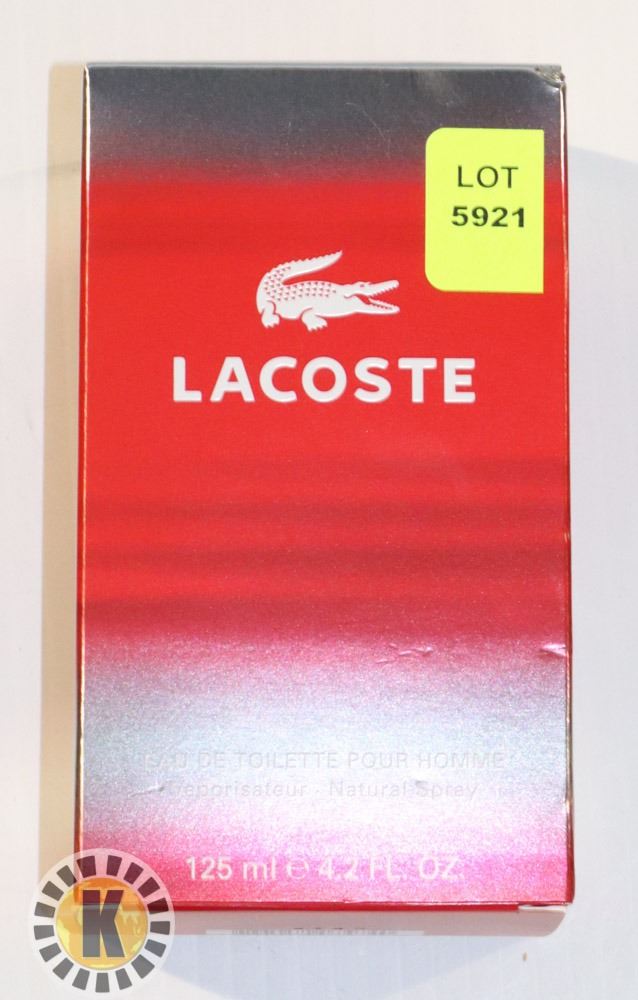 LOT
5921
LACOSTE
EAU DE TOILETTE POUR HOMME
Vaporisateur · Natural Spray
125 ml ℮ 4.2 FL. OZ.
K